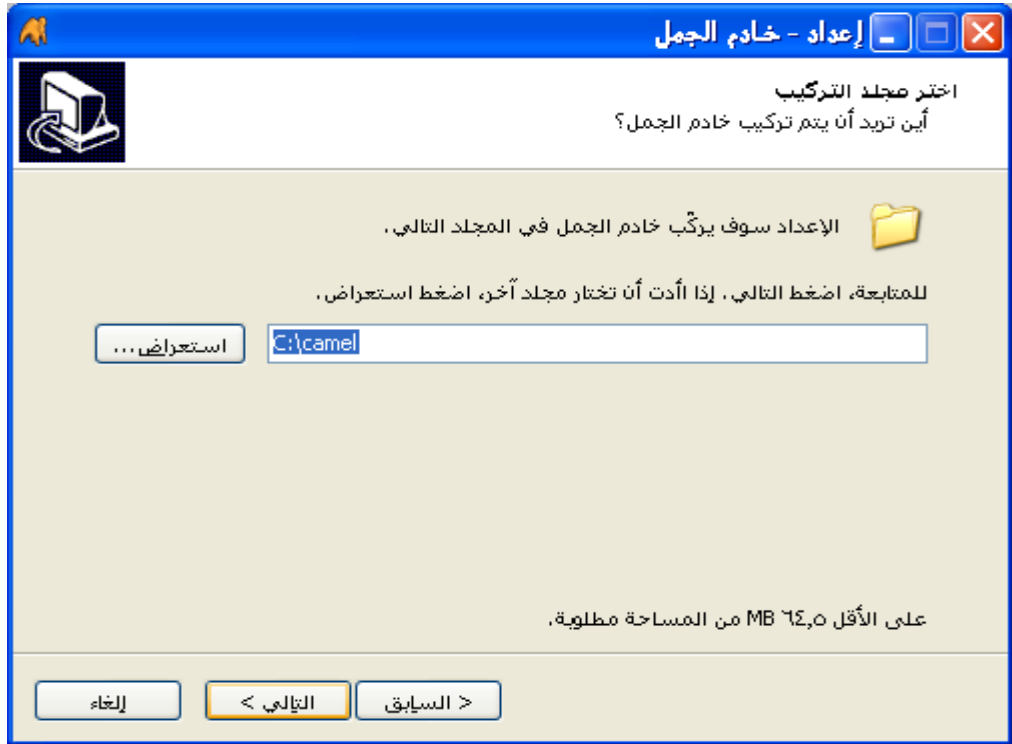 إعداد - خادم الجمل
اختر مجلد التركيب
أين تريد أن يتم تركيب خادم الجمل؟
الإعداد سوف يركّب خادم الجمل في المجلد التالي.
للمتابعة، اضغط التالي. إذا اأدت أن تختار مجلد آخر، اضغط استعراض.
C:\camel
استعراض...
على الأقل ٦٤,٥ MB من المساحة مطلوبة.
< السابق
التالي >
إلغاء